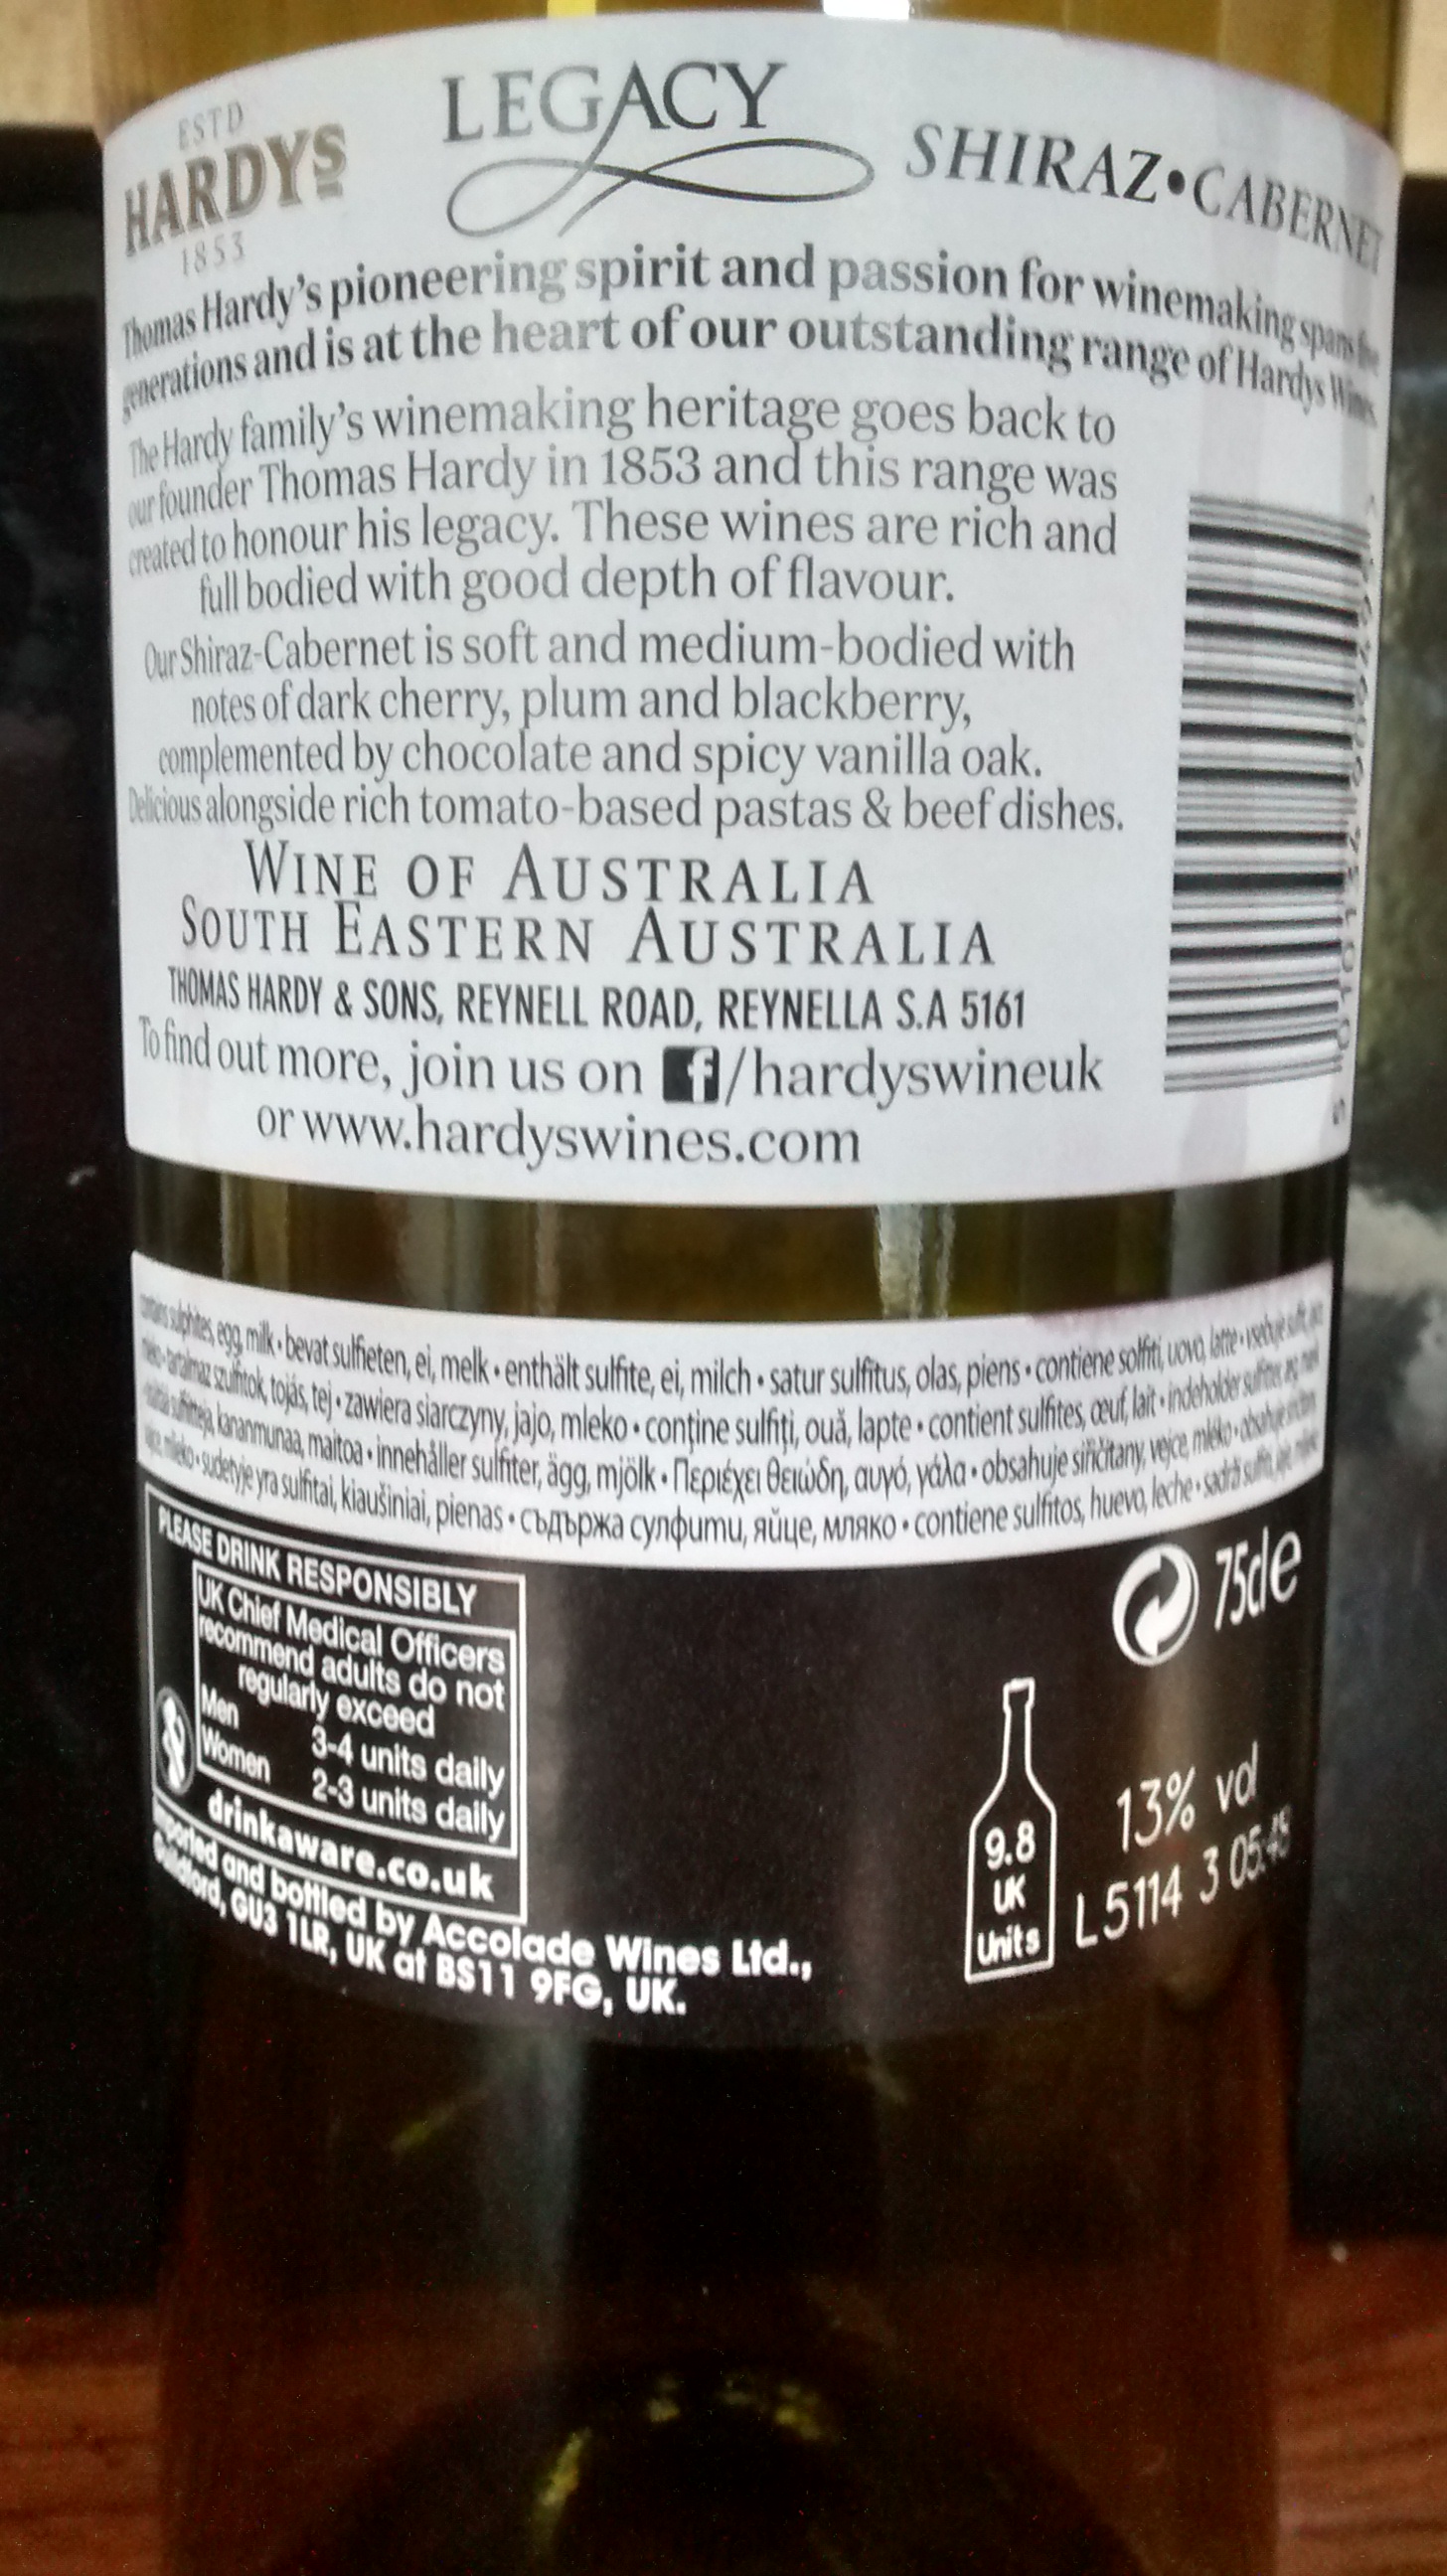 ESTD
HARDYS
1853
LEGACY
SHIRAZ•CABERNET
Thomas Hardy's pioneering spirit and passion for winemaking spans five
generations and is at the heart of our outstanding range of Hardys Wines
The Hardy family's winemaking heritage goes back to
our founder Thomas Hardy in 1853 and this range was
created to honour his legacy. These wines are rich and
full bodied with good depth of flavour.
Our Shiraz-Cabernet is soft and medium-bodied with
notes of dark cherry, plum and blackberry,
complemented by chocolate and spicy vanilla oak.
Delicious alongside rich tomato-based pastas & beef dishes.
WINE OF AUSTRALIA
SOUTH EASTERN AUSTRALIA
THOMAS HARDY & SONS, REYNELL ROAD, REYNELLA S.A 5161
To find out more, join us on f/hardyswineuk
or www.hardyswines.com
contains sulphites, egg, milk • bevat sulfieten, ei, melk • enthält sulfite, ei, milch • satur sulfitus, olas, piens • contiene solfiti, uovo, latte • vsebuje
tartalmaz szulfitok, tojás, tej • zawiera siarczyny, jajo, mleko • conţine sulfiţi, ouă, lapte • contient sulfites, œuf, lait • indeholder sulfitter
kananmunaa, maitoa • innehåller sulfiter, ägg, mjölk • Περιέχει θειώδη, αυγό, γάλα • obsahuje siřičitany, vejce, mléko • obsahuje
mleko • sudetyje yra sulfitai, kiaušiniai, pienas • съдържа сулфити, яйце, мляко • contiene sulfitos, huevo, leche • sadrži
PLEASE DRINK RESPONSIBLY
UK Chief Medical Officers
recommend adults do not
regularly exceed
Men 3-4 units daily
Women 2-3 units daily
drinkaware.co.uk
Imported and bottled by Accolade Wines Ltd.,
Guildford, GU3 1LR, UK at BS11 9FG, UK.
75cle
9.8
UK
Units
13% vol
L5114 3 05:48